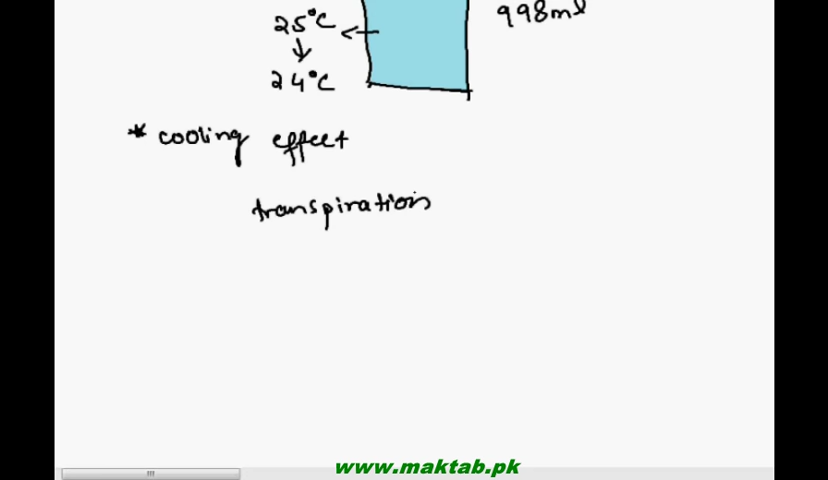 25°C
998ml
24°C
* cooling effect
transpiration
www.maktab.pk